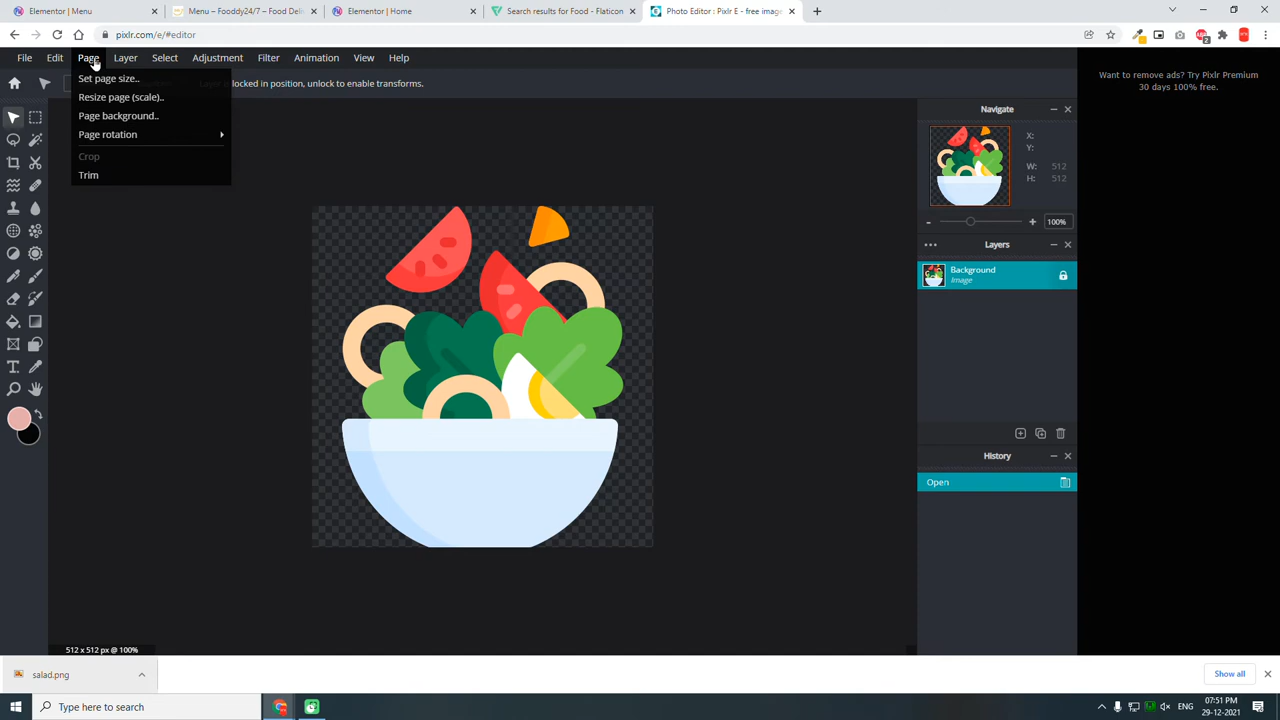 Elementor | Menu
Menu – Fooddy24/7 – Food Deli
Elementor | Home
Search results for Food - Flaticon
Photo Editor : Pixlr E - free imag
pixlr.com/e/#editor
File Edit Page Layer Select Adjustment Filter Animation View Help
Set page size..
Resize page (scale)..
Page background..
Page rotation
Crop
Trim
locked in position, unlock to enable transforms.
Want to remove ads? Try Pixlr Premium
30 days 100% free.
Navigate
X:
Y:
W: 512
H: 512
100%
Layers
Background
Image
History
Open
512 x 512 px @ 100%
salad.png
Show all
Type here to search
ENG
07:51 PM
29-12-2021